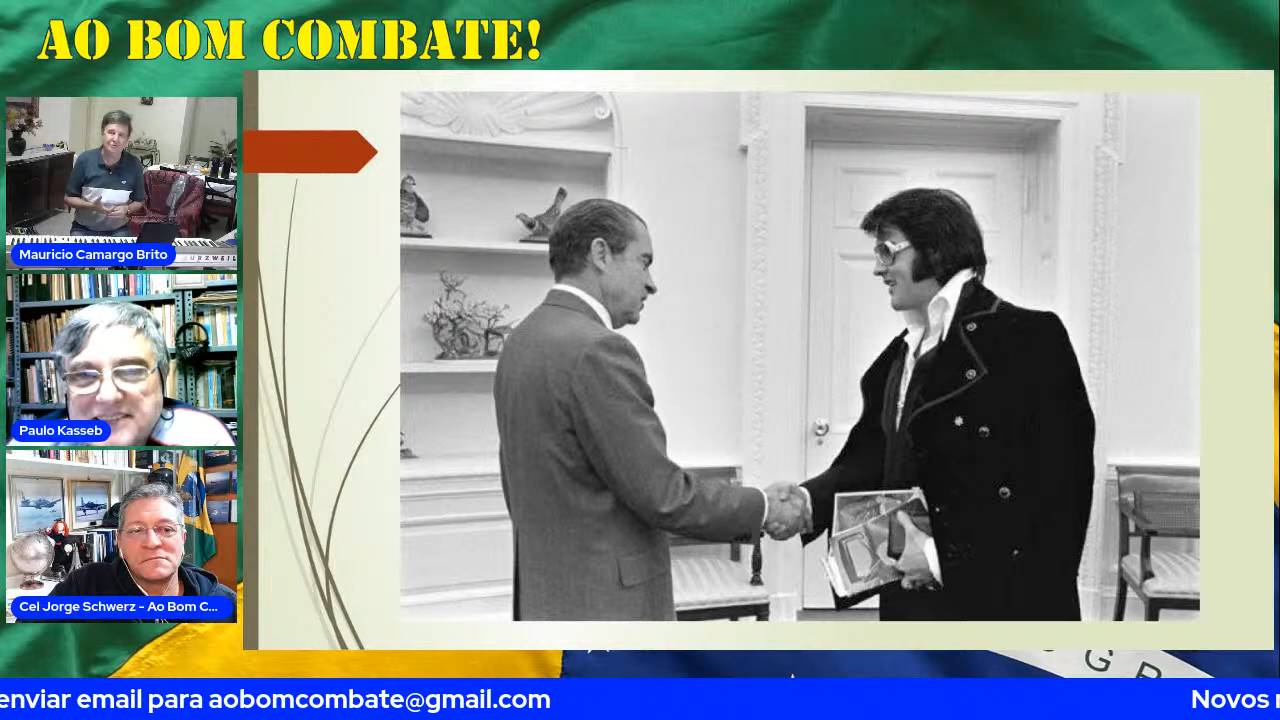 AO BOM COMBATE!
Mauricio Camargo Brito
KURZWEIL
Paulo Kasseb
Cel Jorge Schwerz - Ao Bom C...
enviar email para aobomcombate@gmail.com
Novos